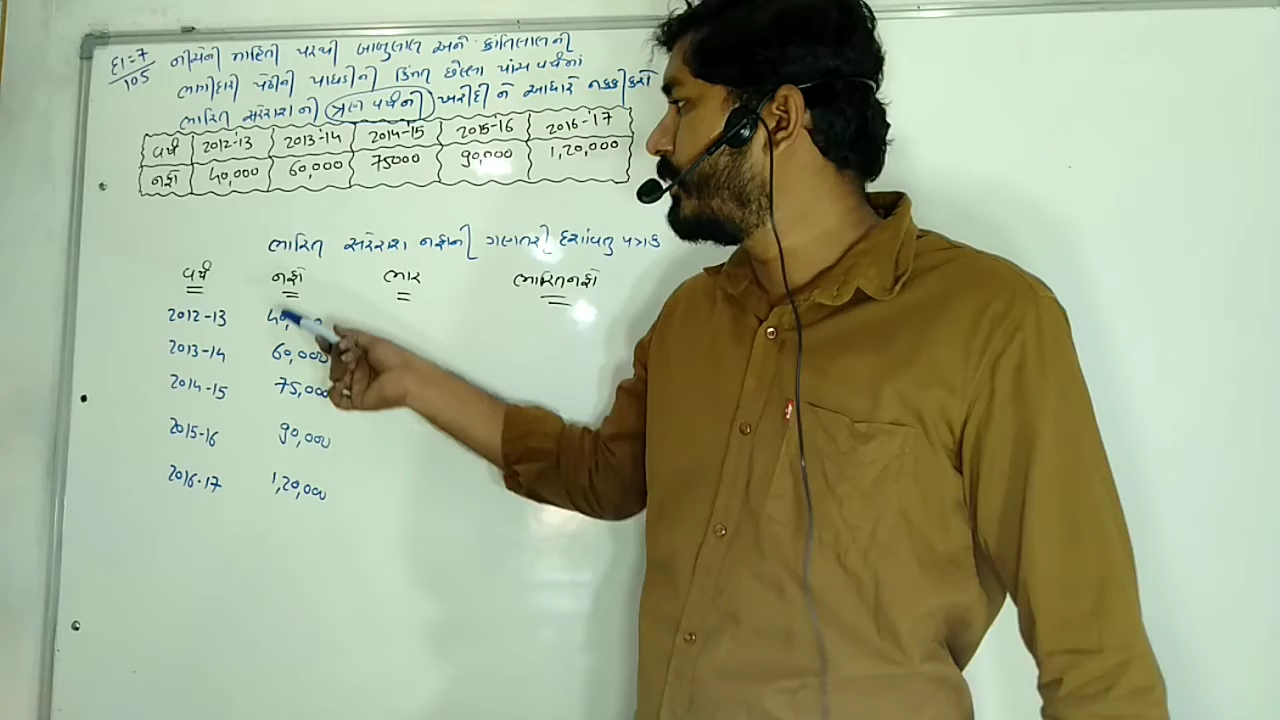 દા=7 નીચેની માહિતી પરથી બાબુલાલ અને કાંતિલાલની
105 ભાગીદારી પેઢીની પાઘડીની કિંમત છેલ્લા પાંચ વર્ષનાં
ભારિત સરેરાશની ત્રણ વર્ષની ખરીદીને આધારે નક્કી કરો
વર્ષ 2012-13 2013-14 2014-15 2015-16 2016-17
નફો 40,000 60,000 75000 90,000 1,20,000
ભારિત સરેરાશ નફાની ગણતરી દર્શાવતુ પત્રક
વર્ષ નફો ભાર ભારિતનફો
2012-13
2013-14 60,000
2014-15 75,000
2015-16 90,000
2016-17 1,20,000